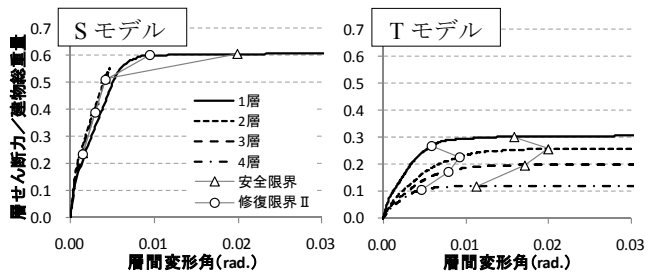 Sモデル
Tモデル
層せん断力/建物総重量
0.7
0.6
0.5
0.4
0.3
0.2
0.1
0.0
1層
2層
3層
4層
安全限界
修復限界Ⅱ
0.00
0.01
0.02
0.03
層間変形角(rad.)
0.7
0.6
0.5
0.4
0.3
0.2
0.1
0.0
0.00
0.01
0.02
0.03
層間変形角(rad.)